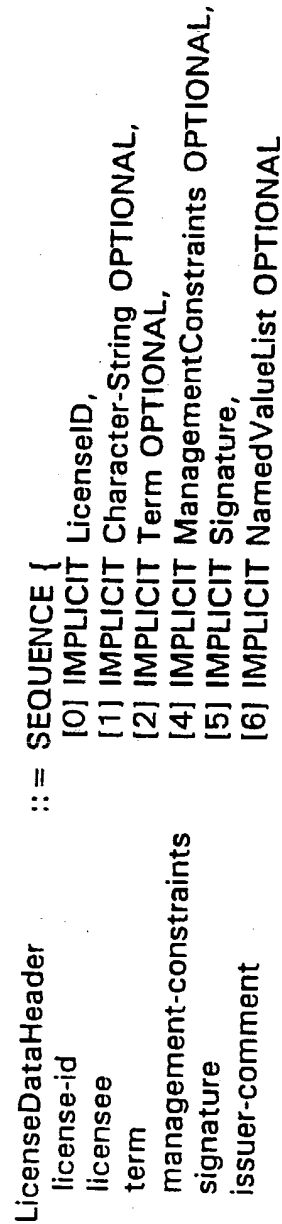 LicenseDataHeader ::= SEQUENCE {
license-id [0] IMPLICIT LicenseID,
licensee [1] IMPLICIT Character-String OPTIONAL,
term [2] IMPLICIT Term OPTIONAL,
management-constraints [4] IMPLICIT ManagementConstraints OPTIONAL,
signature [5] IMPLICIT Signature,
issuer-comment [6] IMPLICIT NamedValueList OPTIONAL